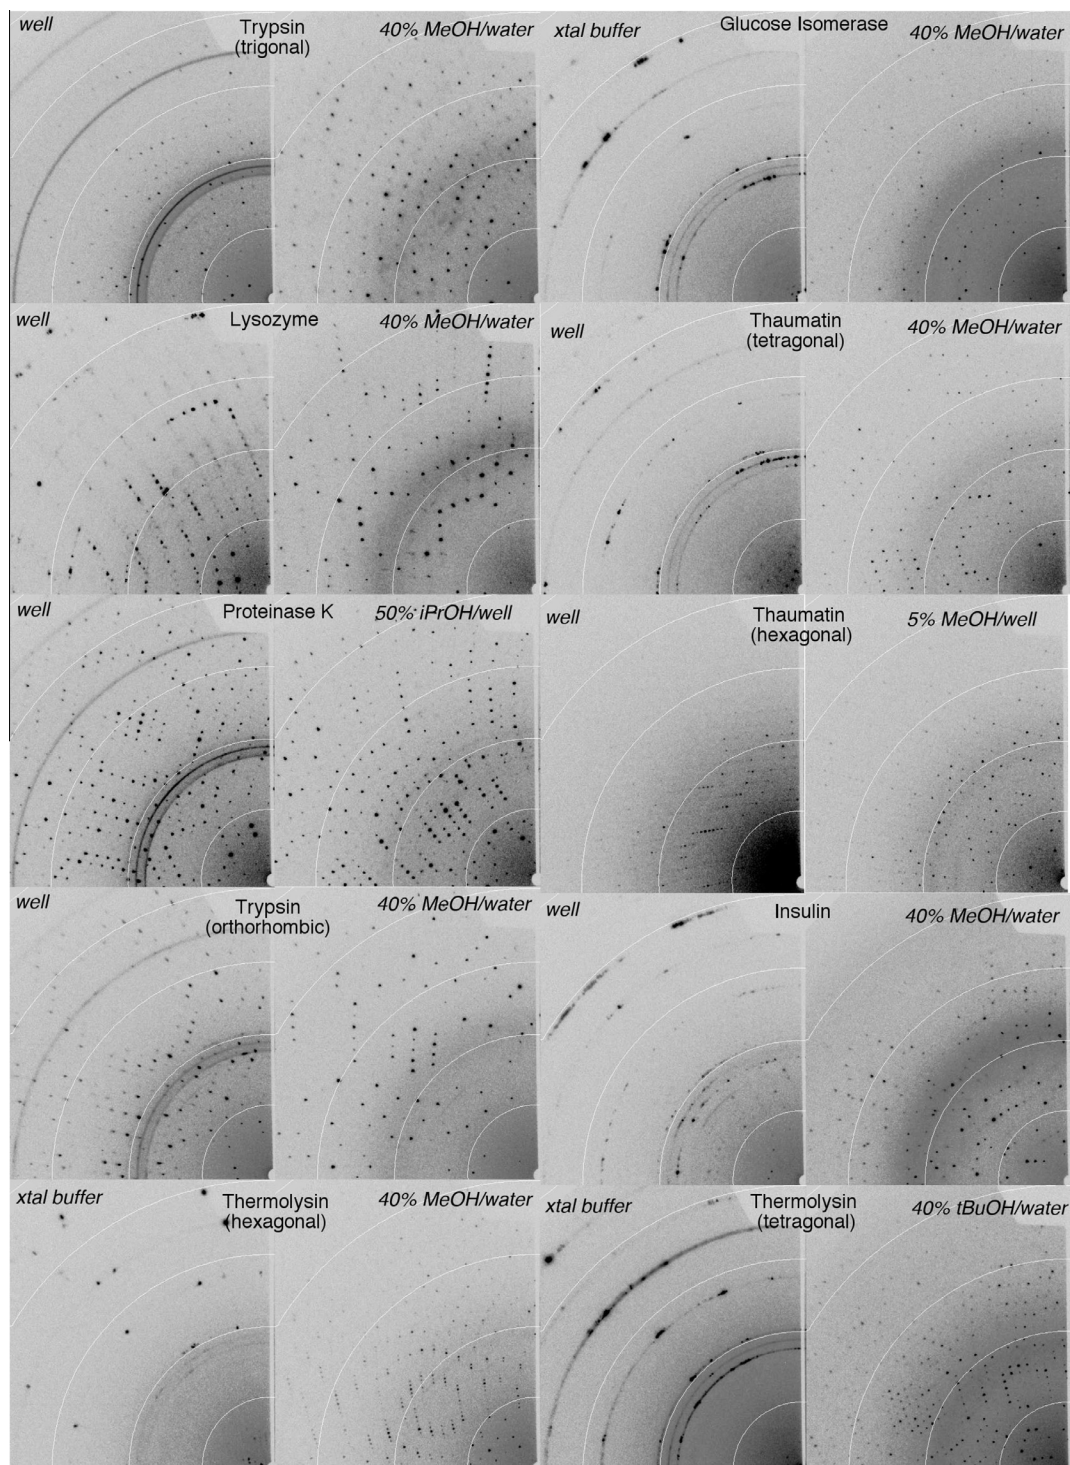 well
Trypsin
(trigonal)
40% MeOH/water
xtal buffer
Glucose Isomerase
40% MeOH/water
well
Lysozyme
40% MeOH/water
well
Thaumatin
(tetragonal)
40% MeOH/water
well
Proteinase K
50% iPrOH/well
well
Thaumatin
(hexagonal)
5% MeOH/well
well
Trypsin
(orthorhombic)
40% MeOH/water
well
Insulin
40% MeOH/water
xtal buffer
Thermolysin
(hexagonal)
40% MeOH/water
xtal buffer
Thermolysin
(tetragonal)
40% tBuOH/water